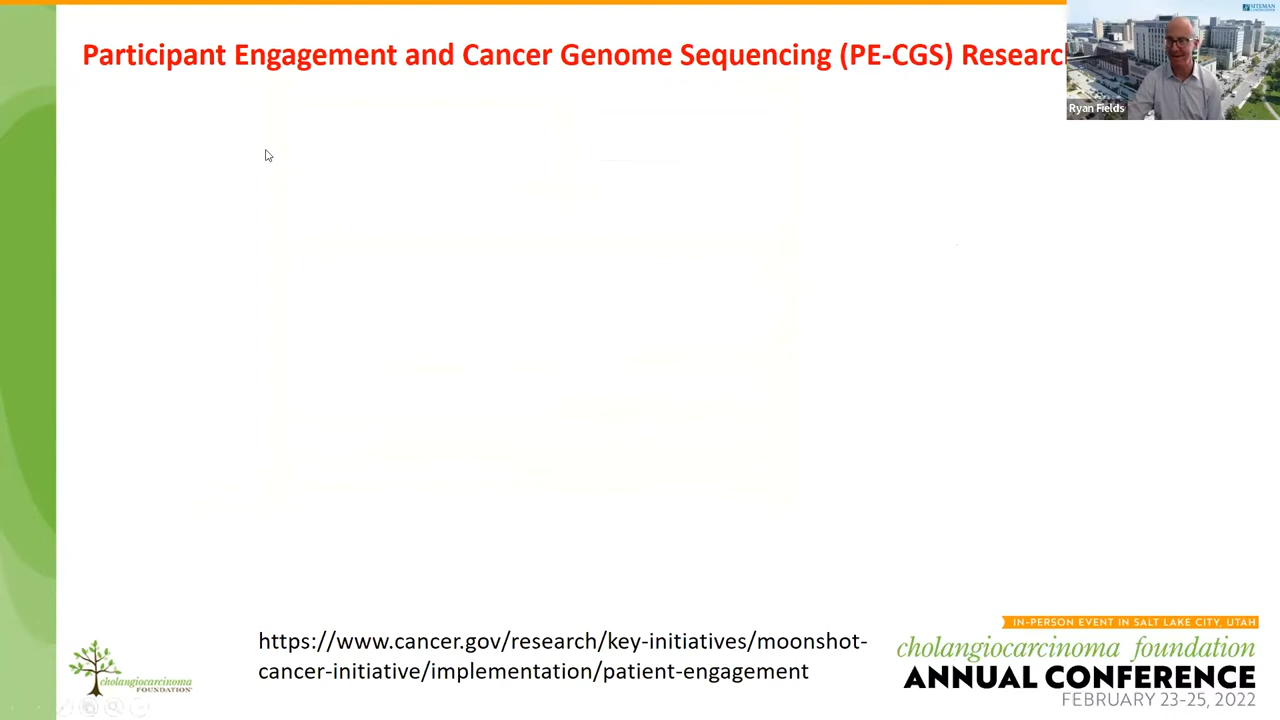 Participant Engagement and Cancer Genome Sequencing (PE-CGS) Researc
SITEMAN
Ryan Fields
https://www.cancer.gov/research/key-initiatives/moonshot-
cancer-initiative/implementation/patient-engagement
cholangiocarcinoma
FOUNDATION
IN-PERSON EVENT IN SALT LAKE CITY, UTAH
cholangiocarcinoma foundation
ANNUAL CONFERENCE
FEBRUARY 23-25, 2022